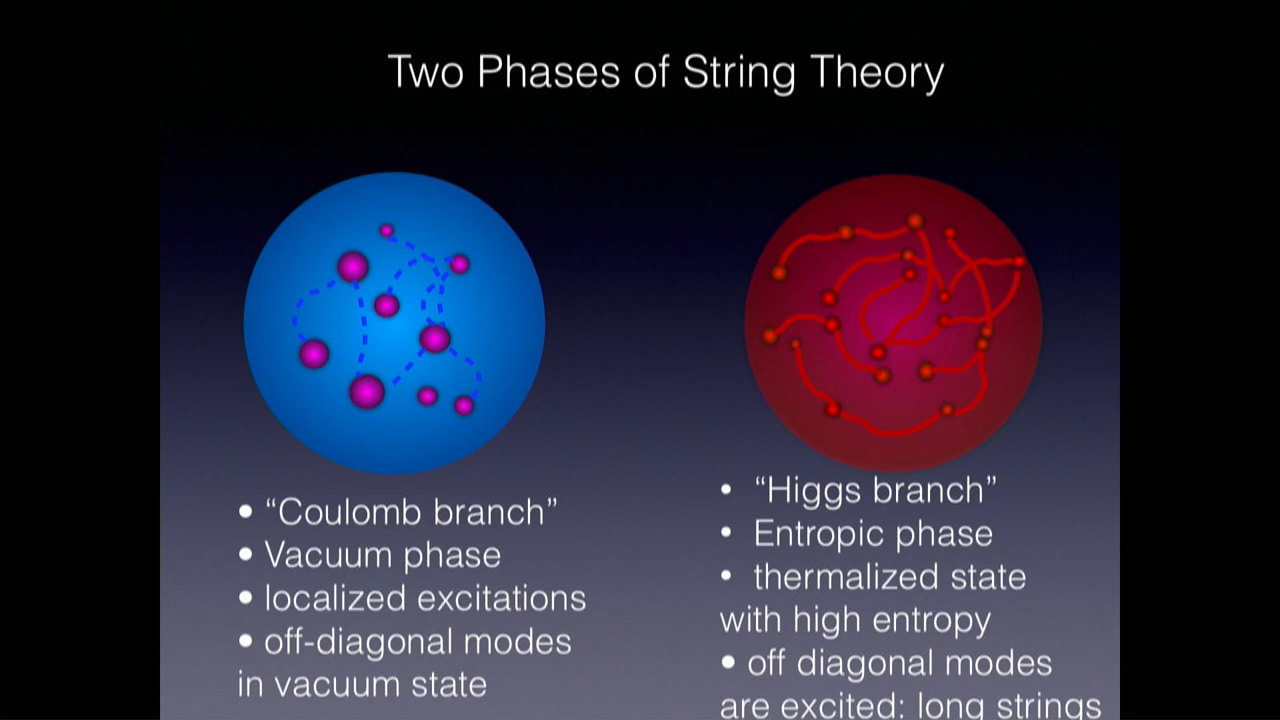 Two Phases of String Theory
• “Coulomb branch”
• Vacuum phase
• localized excitations
• off-diagonal modes
in vacuum state
• “Higgs branch”
• Entropic phase
• thermalized state
with high entropy
• off diagonal modes
are excited: long strings